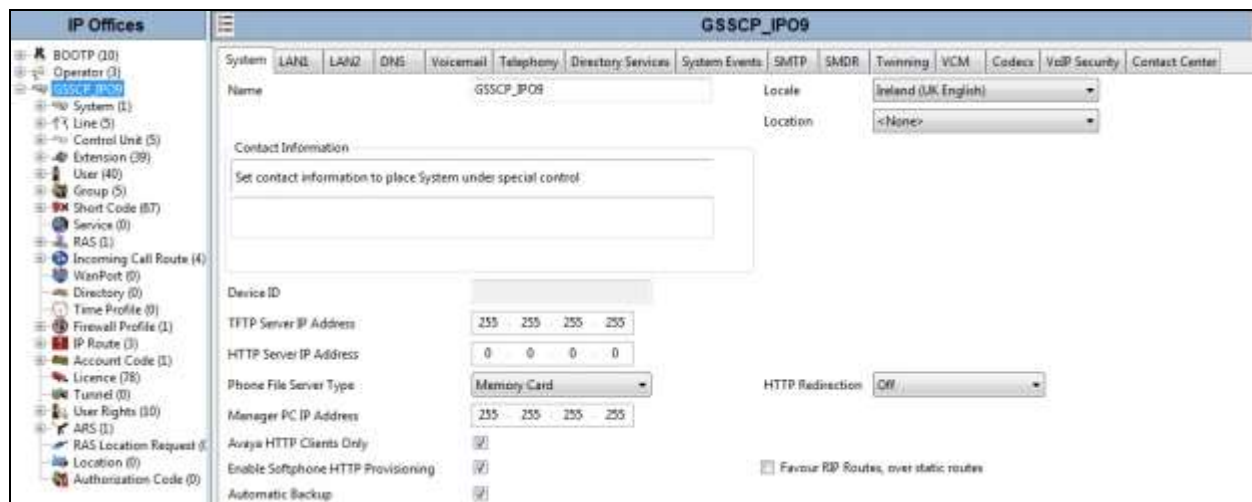 IP Offices
BOOTP (10)
Operator (3)
GSSCP_IPO9
System (1)
Line (5)
Control Unit (5)
Extension (39)
User (40)
Group (5)
Short Code (67)
Service (0)
RAS (1)
Incoming Call Route (4)
WanPort (0)
Directory (0)
Time Profile (0)
Firewall Profile (1)
IP Route (3)
Account Code (1)
Licence (78)
Tunnel (0)
User Rights (10)
ARS (1)
RAS Location Request (
Location (0)
Authorization Code (0)
GSSCP_IPO9
System LAN1 LAN2 DNS Voicemail Telephony Directory Services System Events SMTP SMDR Twinning VCM Codecs VoIP Security Contact Center
Name GSSCP_IPO9 Locale Ireland (UK English)
Location <None>
Contact Information
Set contact information to place System under special control
Device ID
TFTP Server IP Address 255 . 255 . 255 . 255
HTTP Server IP Address 0 . 0 . 0 . 0
Phone File Server Type Memory Card HTTP Redirection Off
Manager PC IP Address 255 . 255 . 255 . 255
Avaya HTTP Clients Only
Enable Softphone HTTP Provisioning Favour RIP Routes, over static routes
Automatic Backup